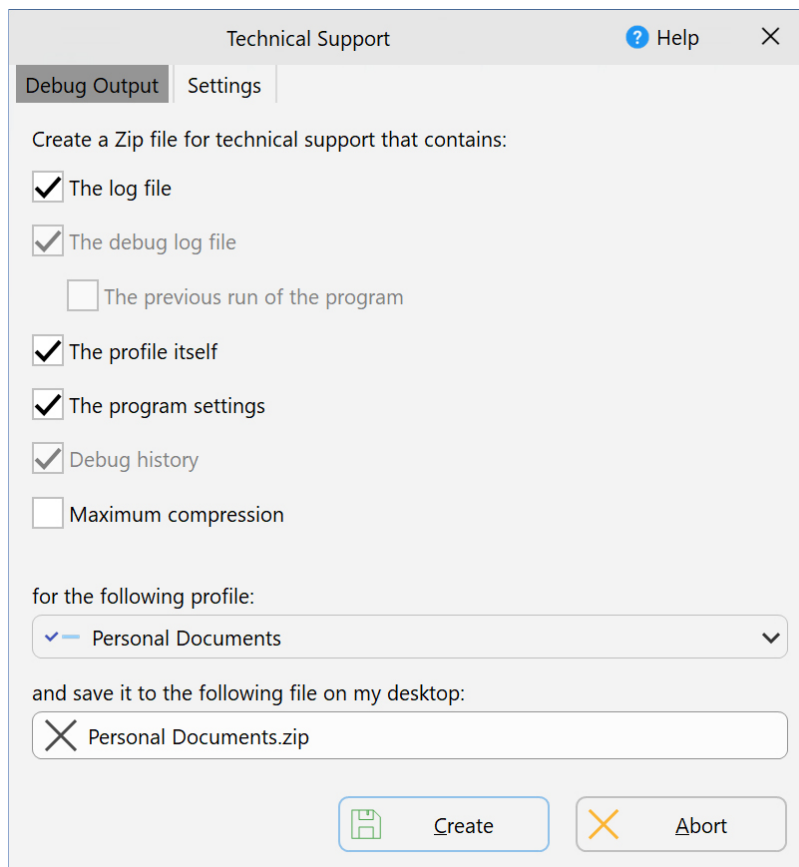 Technical Support
Help
Debug Output
Settings
Create a Zip file for technical support that contains:
The log file
The debug log file
The previous run of the program
The profile itself
The program settings
Debug history
Maximum compression
for the following profile:
Personal Documents
and save it to the following file on my desktop:
Personal Documents.zip
Create
Abort